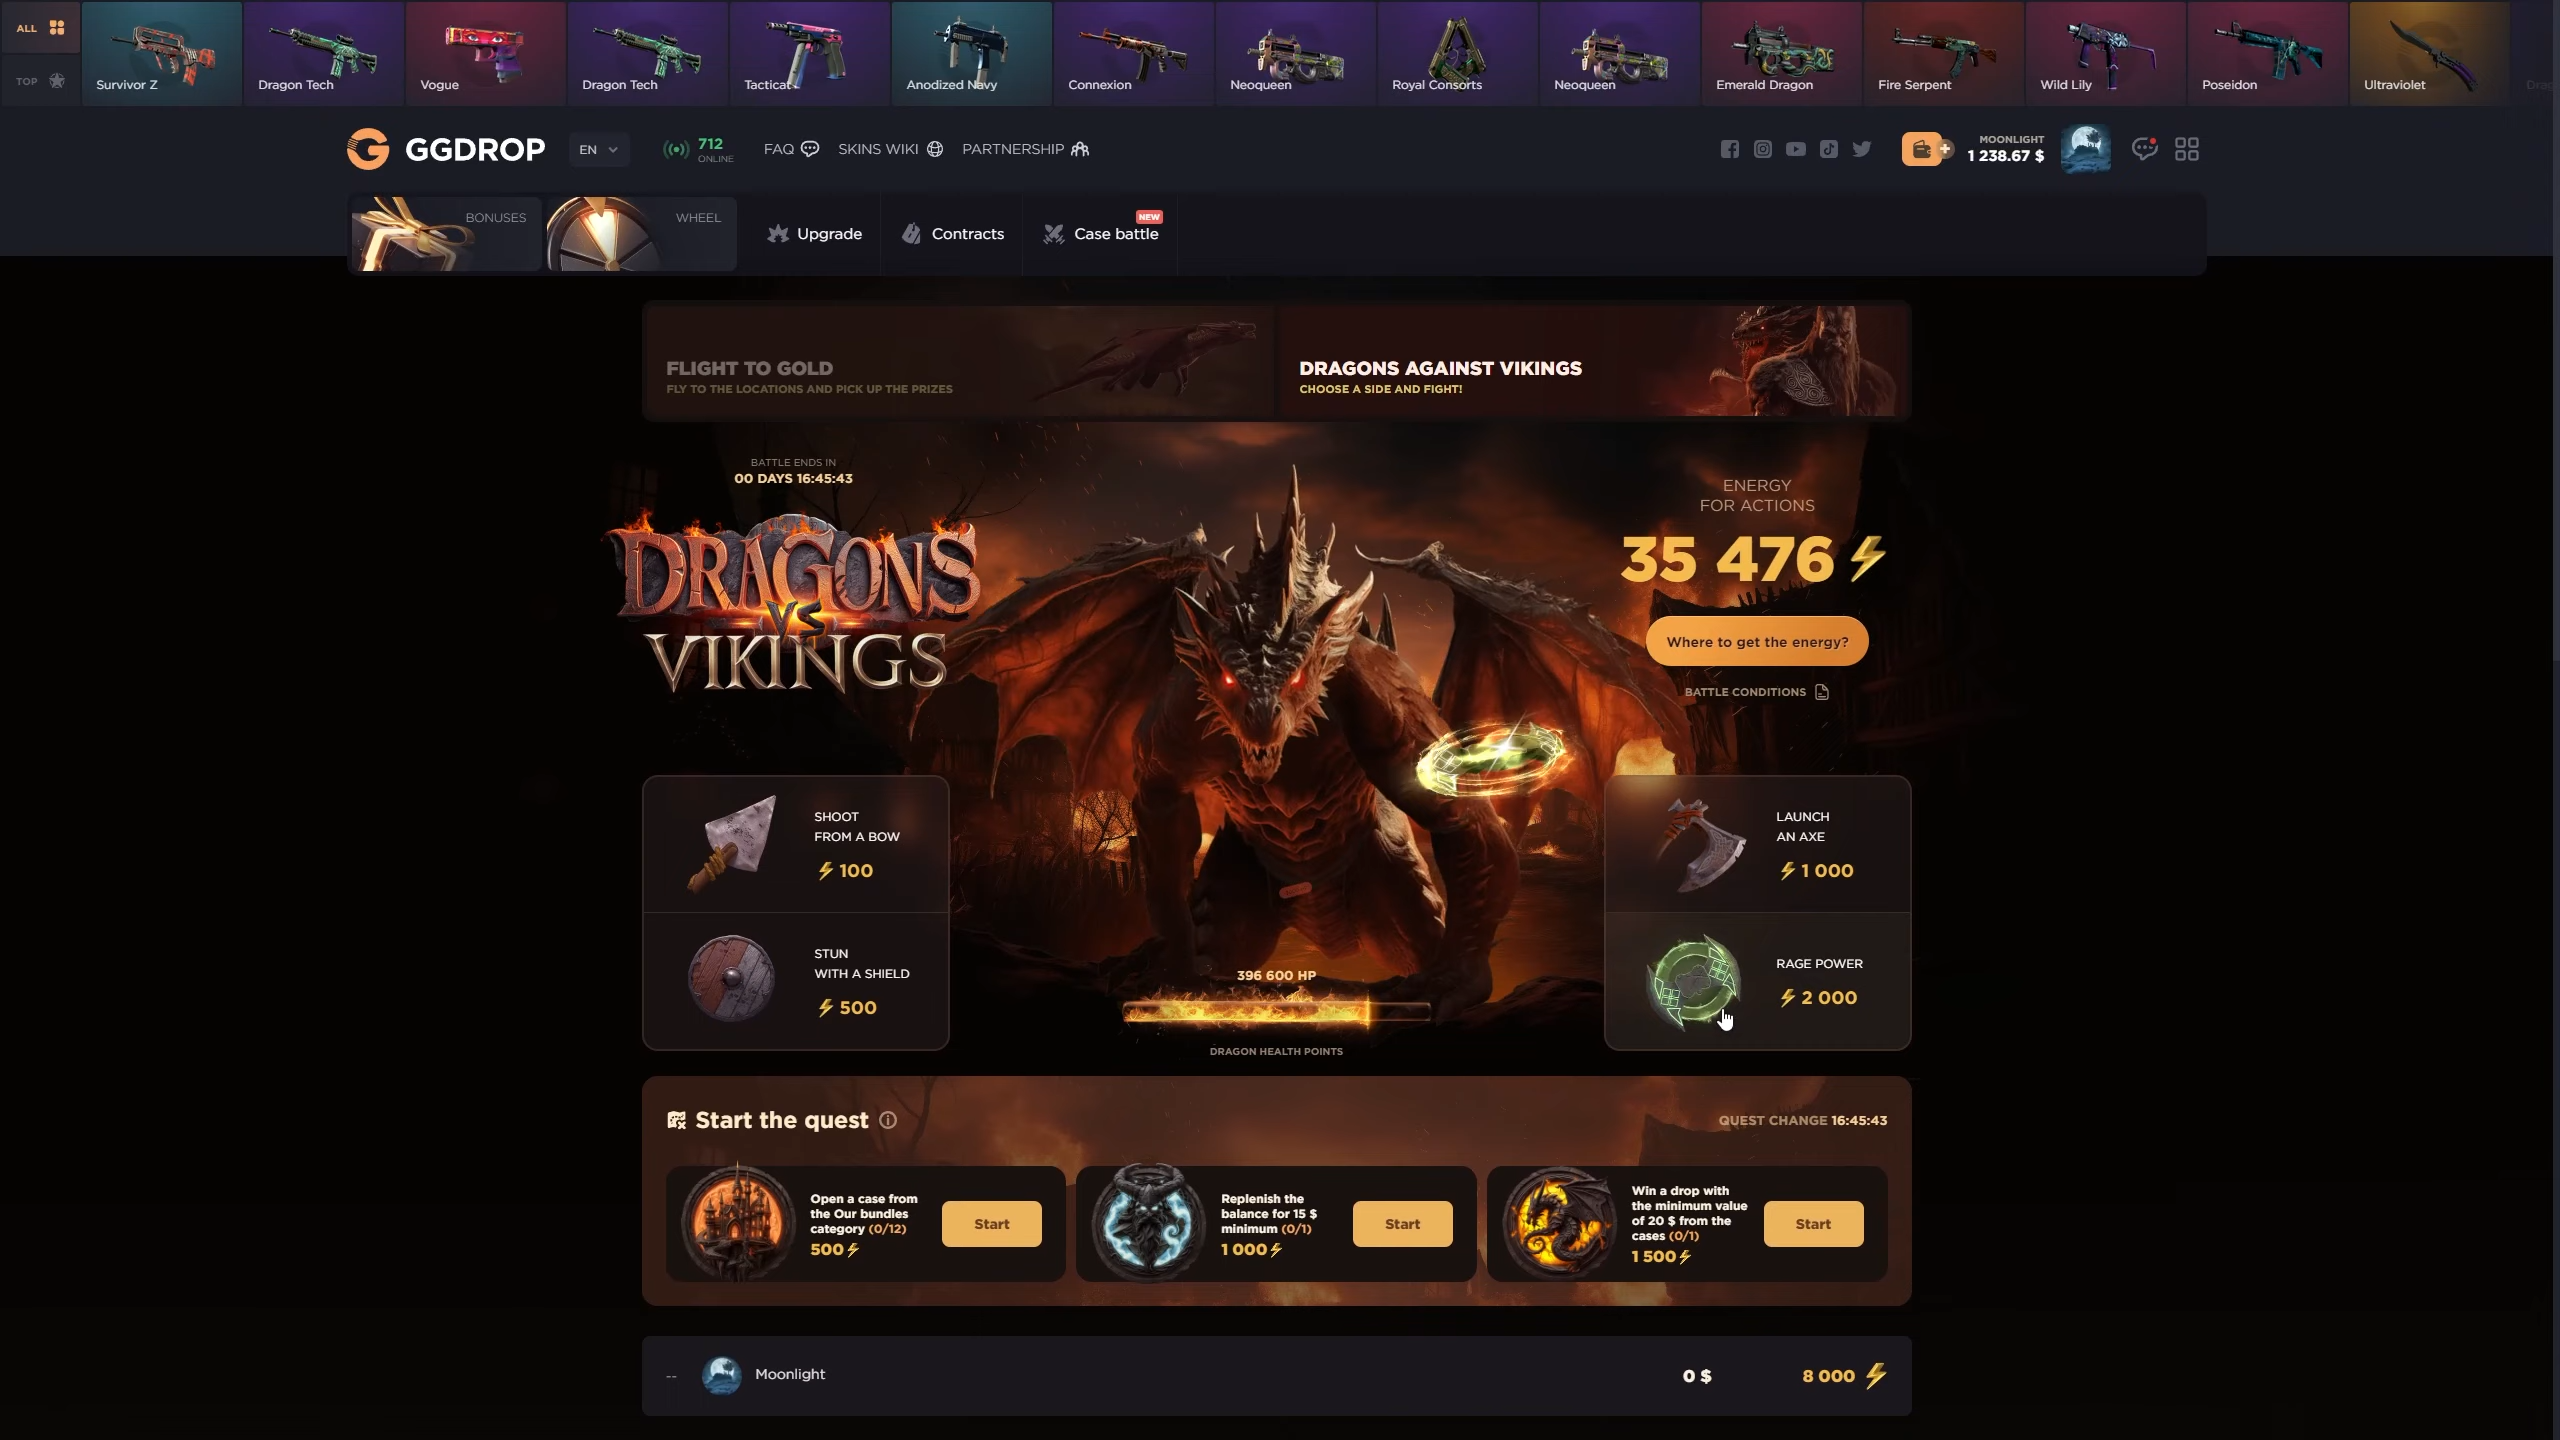 ALL
TOP
Survivor Z
Dragon Tech
Vogue
Dragon Tech
Tactical
Anodized Navy
Connexion
Neoqueen
Royal Consorts
Neoqueen
Emerald Dragon
Fire Serpent
Wild Lily
Poseidon
Ultraviolet
GGDROP
EN
712
ONLINE
FAQ
SKINS WIKI
PARTNERSHIP
MOONLIGHT
1 238.67 $
BONUSES
WHEEL
Upgrade
Contracts
Case battle
NEW
FLIGHT TO GOLD
FLY TO THE LOCATIONS AND PICK UP THE PRIZES
DRAGONS AGAINST VIKINGS
CHOOSE A SIDE AND FIGHT!
BATTLE ENDS IN
00 DAYS 16:45:43
DRAGONS
VS
VIKINGS
ENERGY
FOR ACTIONS
35 476
Where to get the energy?
BATTLE CONDITIONS
SHOOT
FROM A BOW
100
STUN
WITH A SHIELD
500
LAUNCH
AN AXE
1 000
RAGE POWER
2 000
396 600 HP
DRAGON HEALTH POINTS
Start the quest
QUEST CHANGE 16:45:43
Open a case from
the Our bundles
category (0/12)
500
Start
Replenish the
balance for 15 $
minimum (0/1)
1 000
Start
Win a drop with
the minimum value
of 20 $ from the
cases (0/1)
1 500
Start
--
Moonlight
0 $
8 000